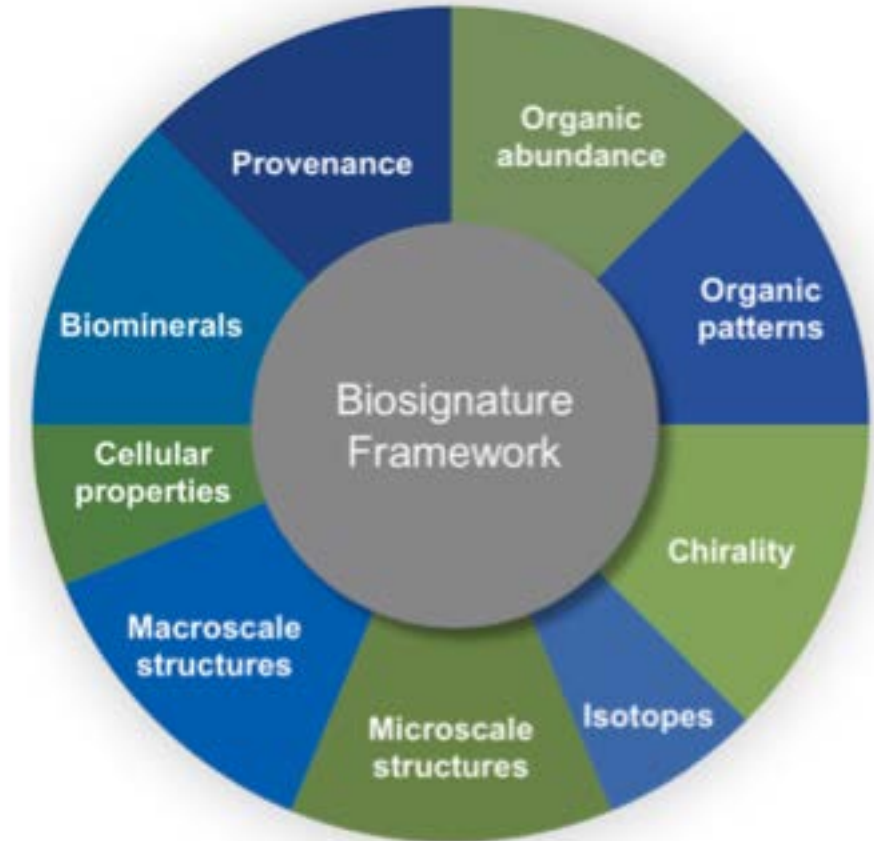 Organic
abundance
Organic
patterns
Chirality
Isotopes
Microscale
structures
Macroscale
structures
Cellular
properties
Biominerals
Provenance
Biosignature
Framework